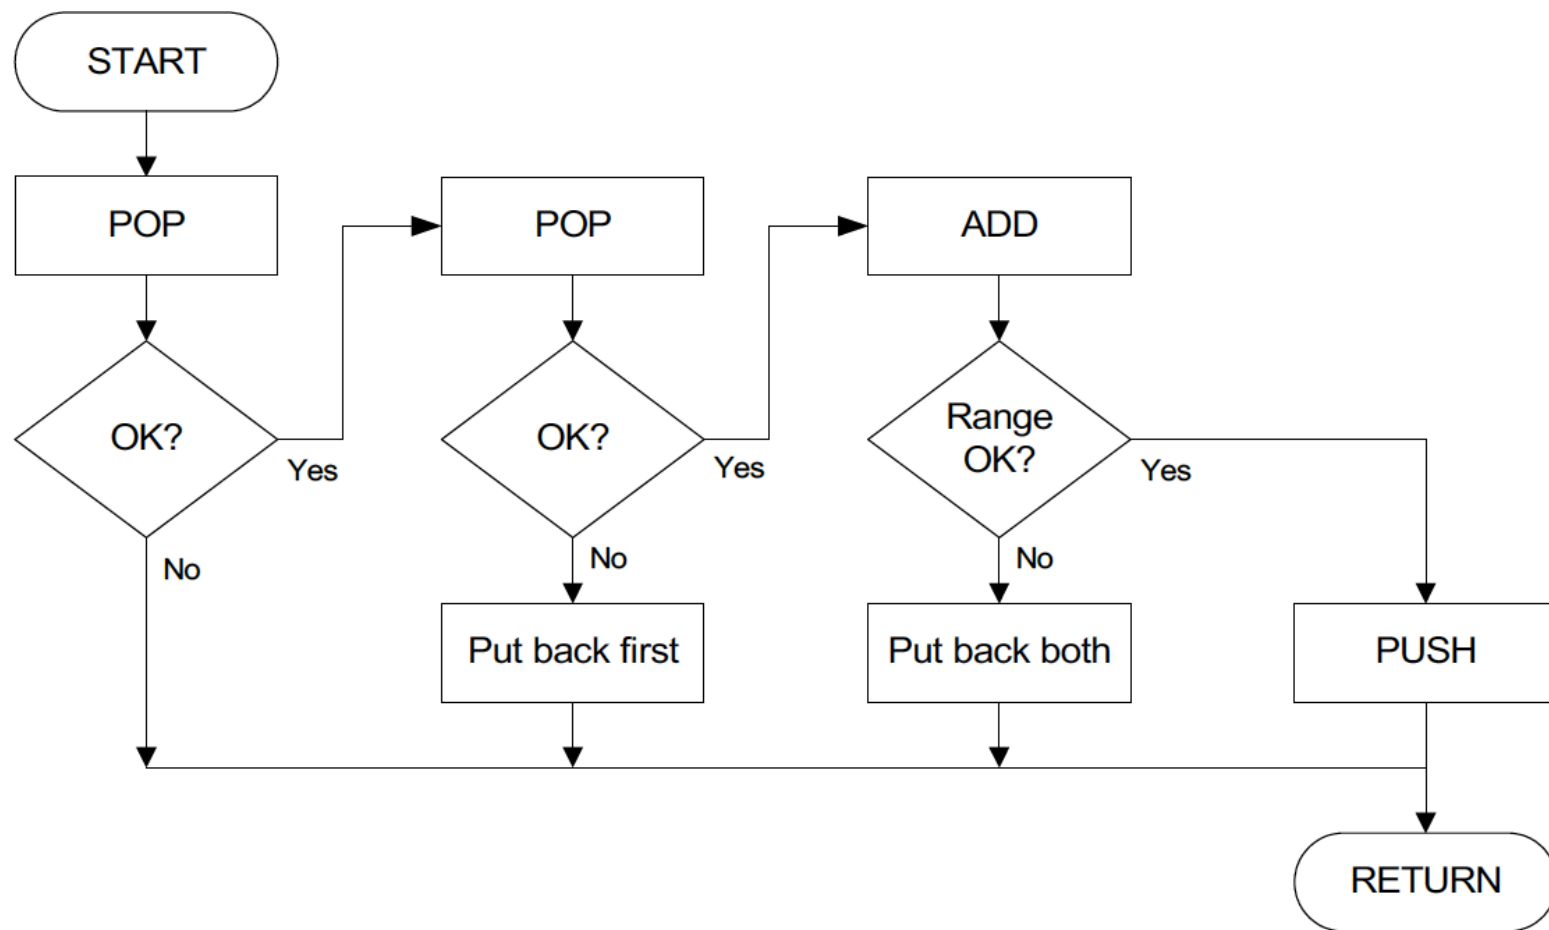 START
POP
POP
ADD
OK?
Yes
OK?
Yes
Range
OK?
Yes
No
No
No
Put back first
Put back both
PUSH
RETURN